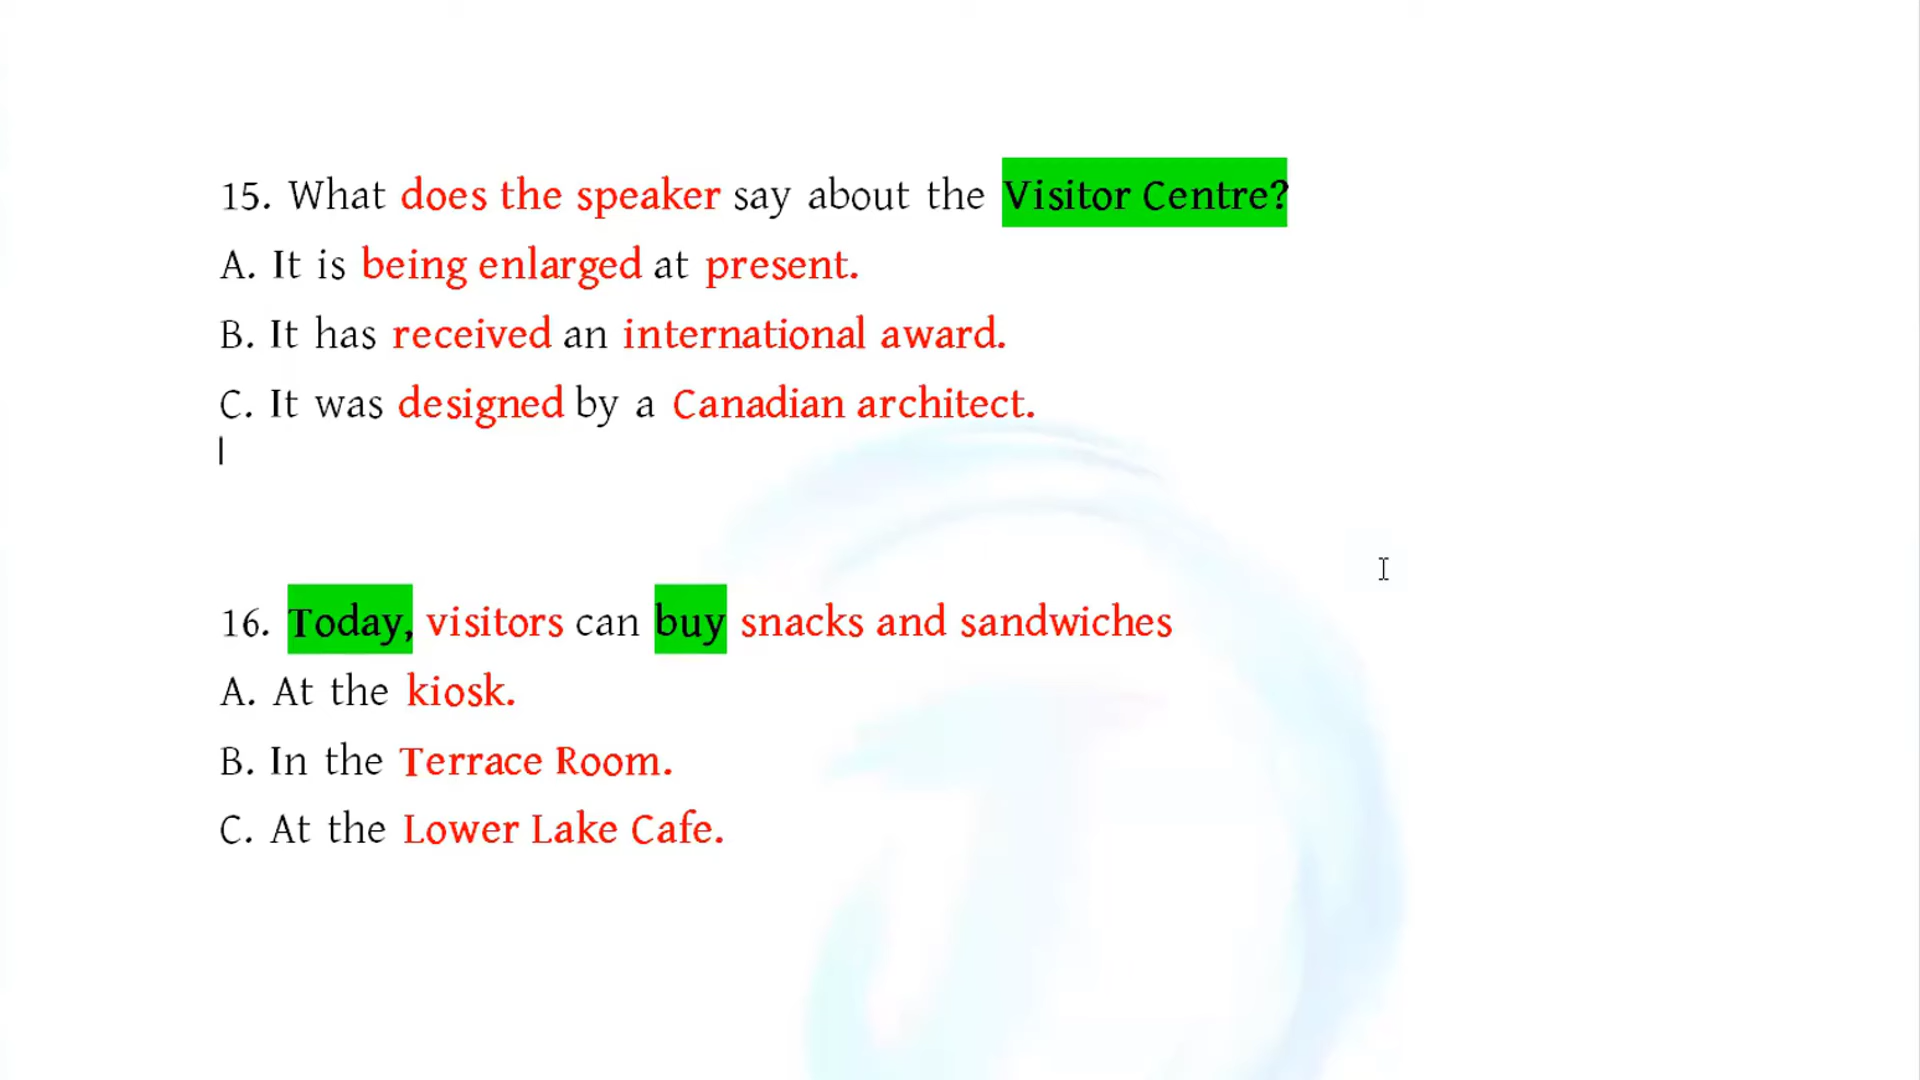 15. What does the speaker say about the Visitor Centre?
A. It is being enlarged at present.
B. It has received an international award.
C. It was designed by a Canadian architect.
16. Today, visitors can buy snacks and sandwiches
A. At the kiosk.
B. In the Terrace Room.
C. At the Lower Lake Cafe.